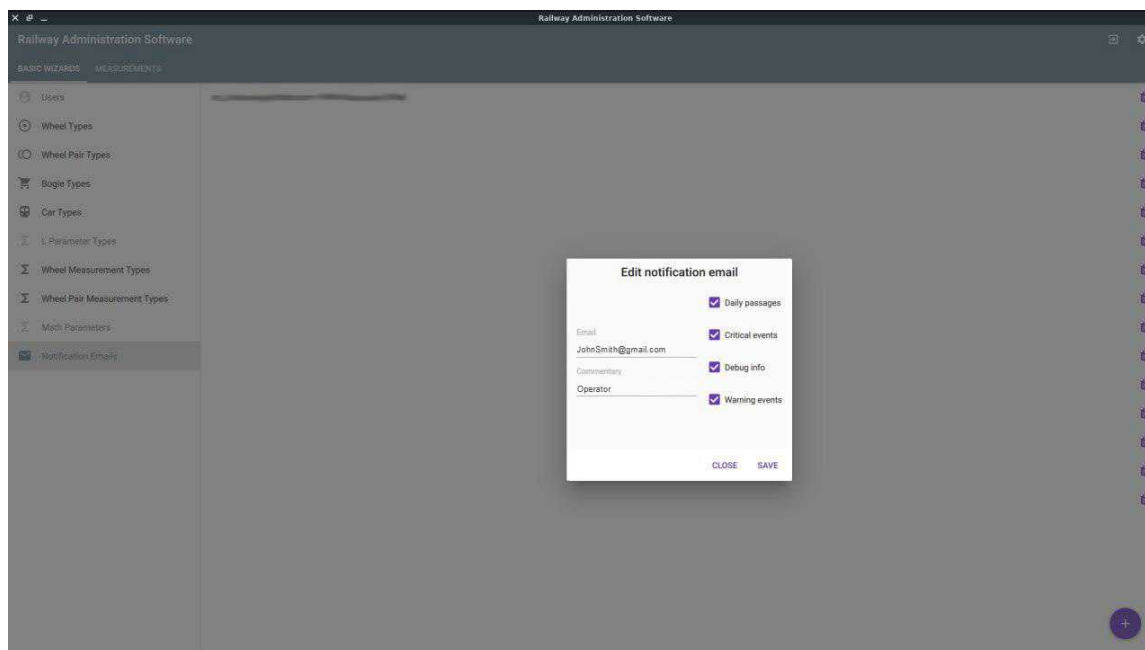 Railway Administration Software
Railway Administration Software
BASIC WIZARDS MEASUREMENTS
Users
Wheel Types
Wheel Pair Types
Bogie Types
Car Types
L Parameter Types
Wheel Measurement Types
Wheel Pair Measurement Types
Math Parameters
Notification Emails
Edit notification email
Daily passages
Email
Critical events
JohnSmith@gmail.com
Commentary
Debug info
Operator
Warning events
CLOSE SAVE